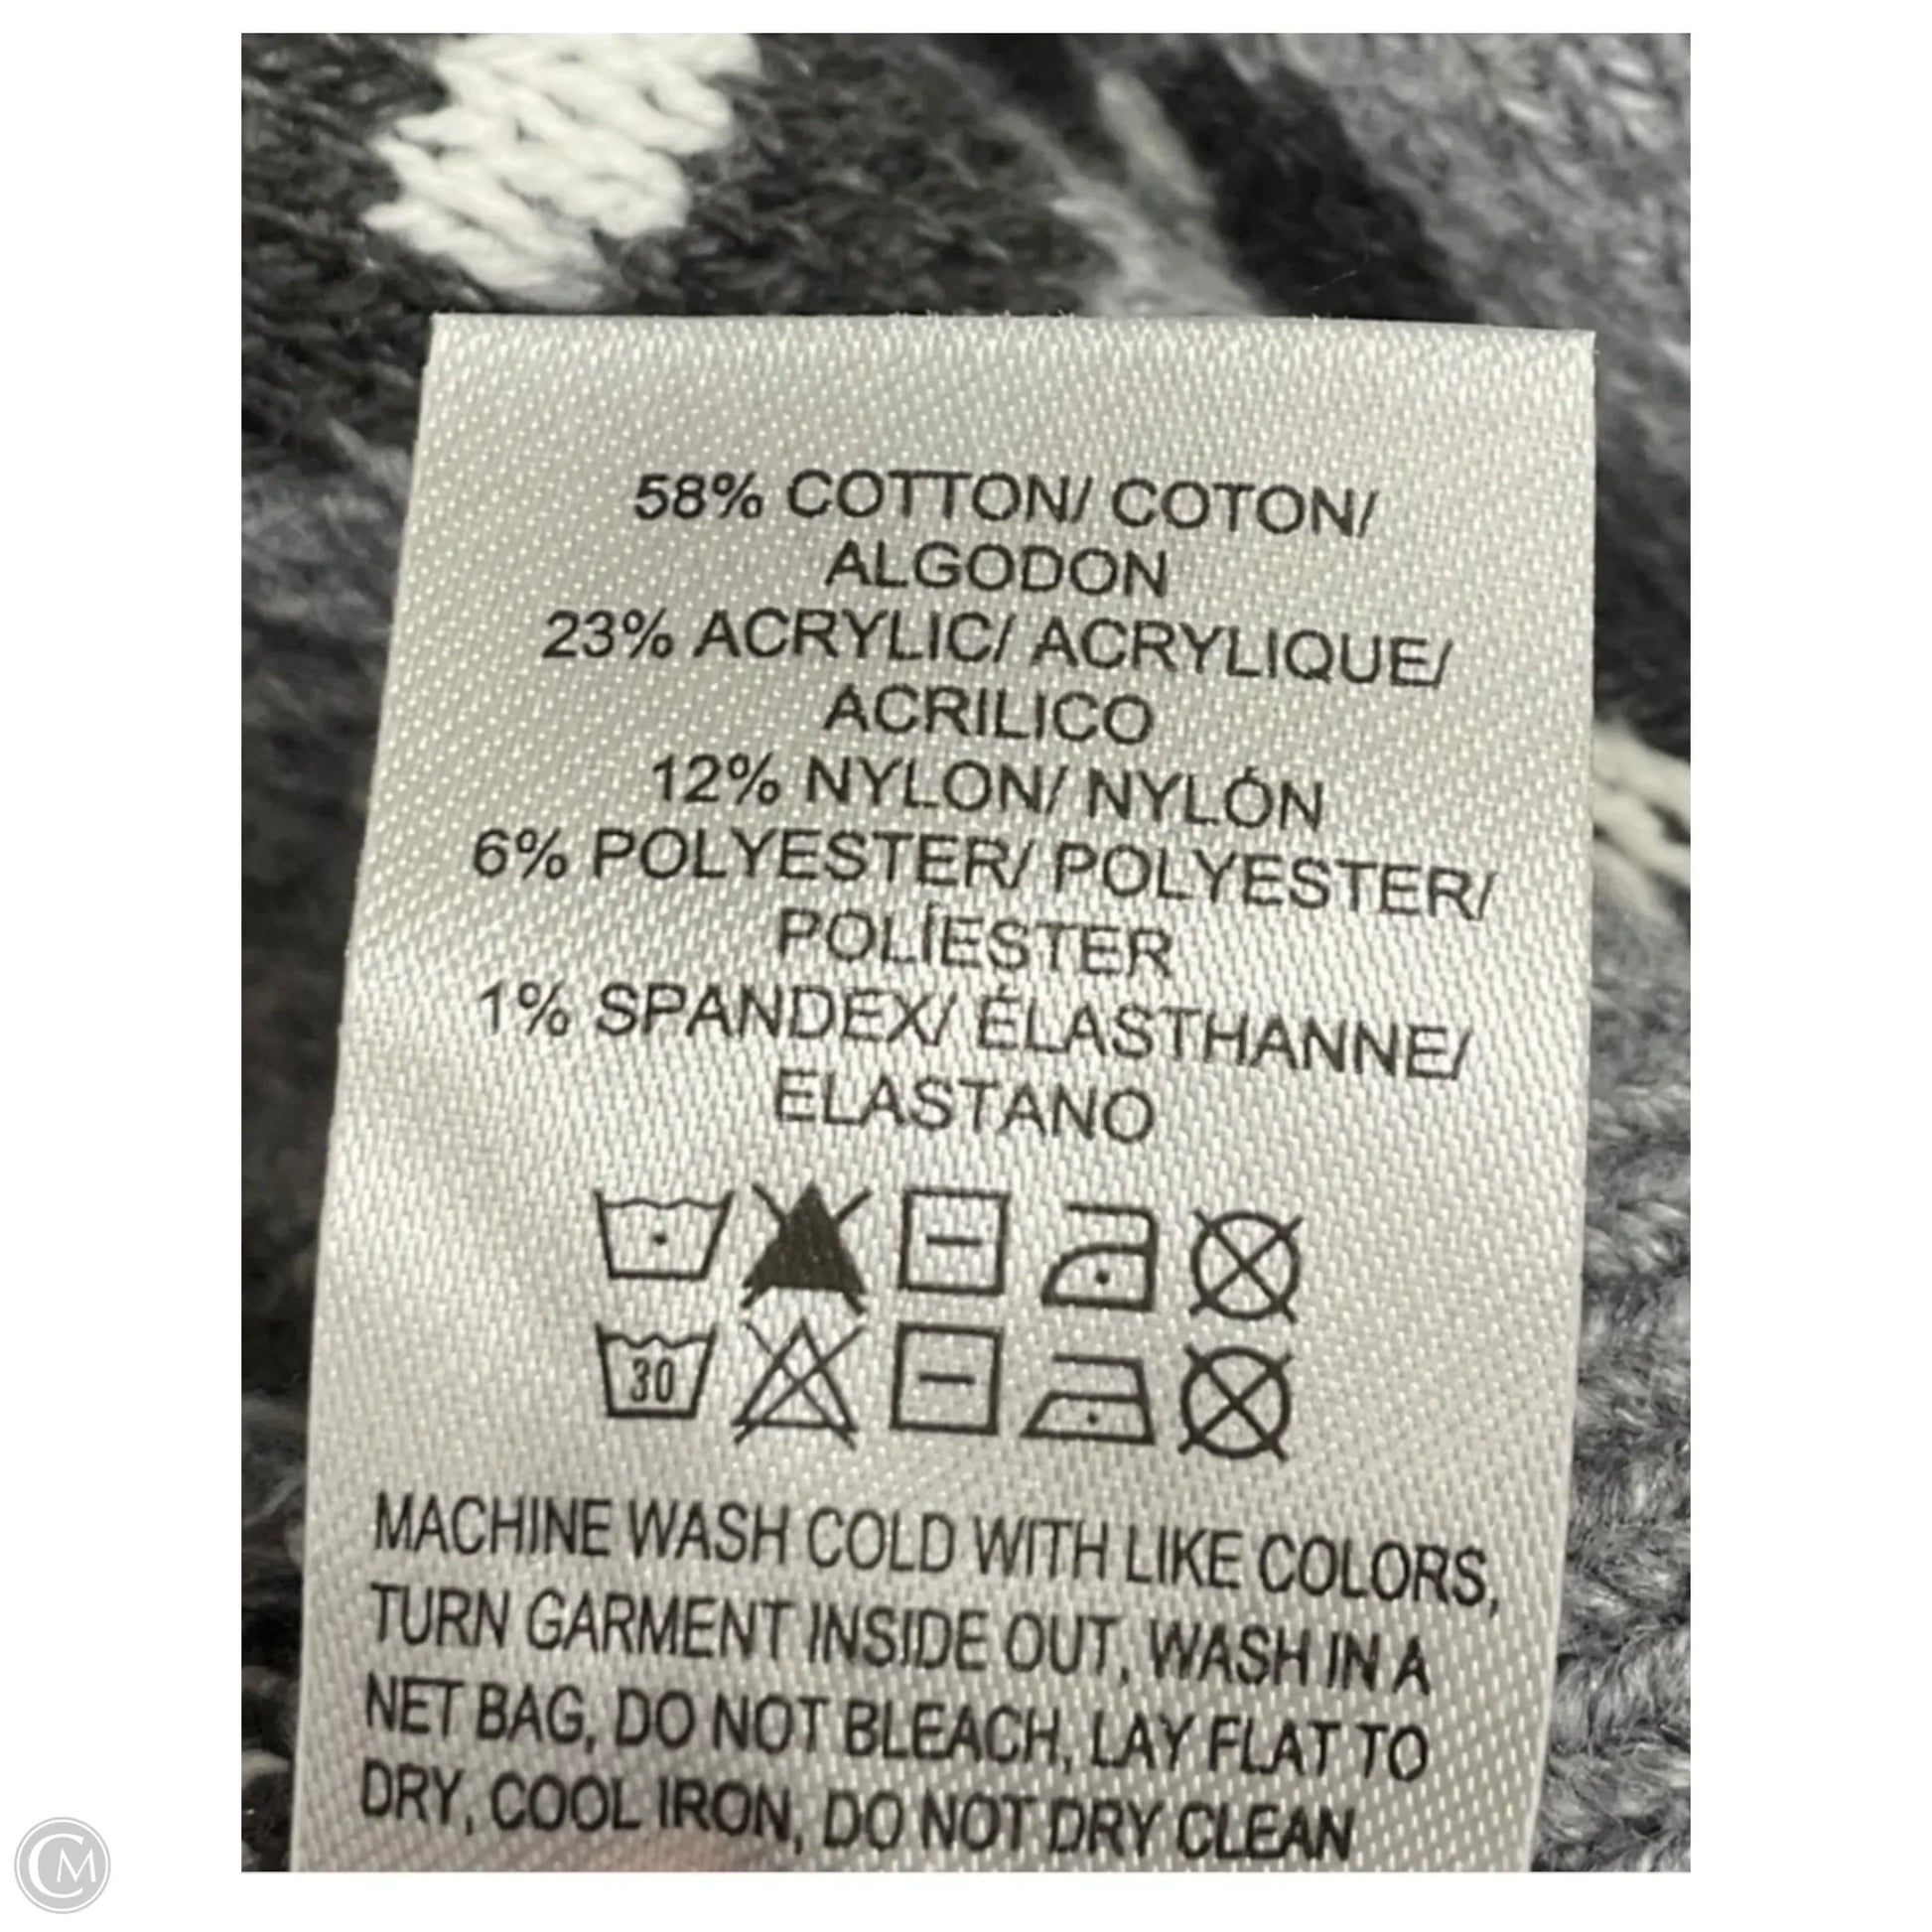 58% COTTON/ COTON/
ALGODON
23% ACRYLIC/ ACRYLIQUE/
ACRILICO
12% NYLON/ NYLÓN
6% POLYESTER/ POLYESTER/
POLÍESTER
1% SPANDEX/ ÉLASTHANNE/
ELASTANO
30
MACHINE WASH COLD WITH LIKE COLORS,
TURN GARMENT INSIDE OUT, WASH IN A
NET BAG, DO NOT BLEACH, LAY FLAT TO
DRY, COOL IRON, DO NOT DRY CLEAN
CM